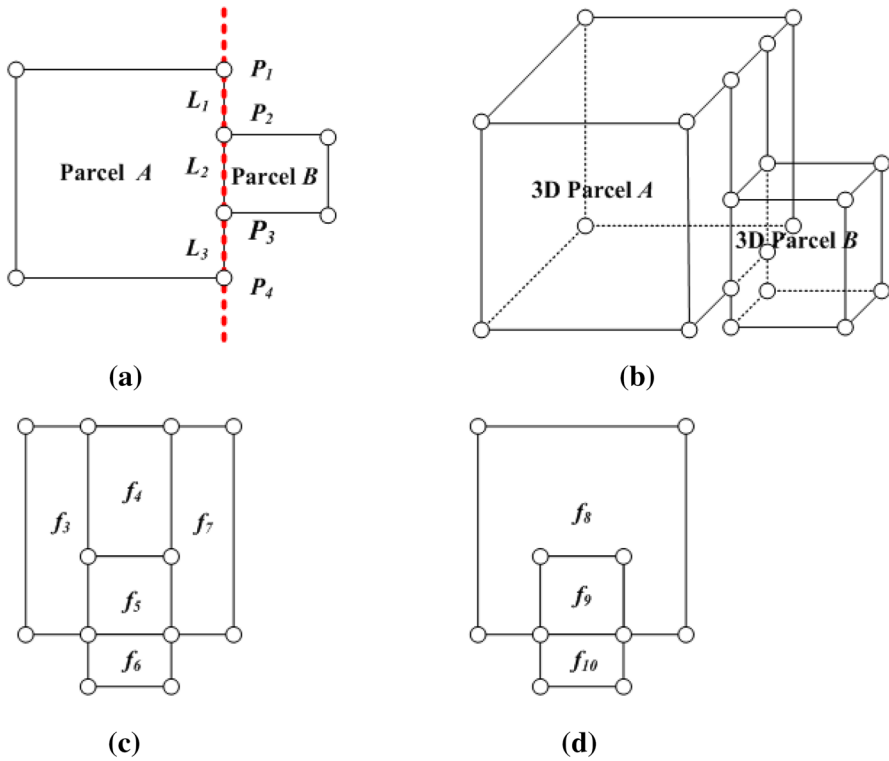 P1
L1
P2
Parcel A
L2
Parcel B
L3
P3
P4
(a)
3D Parcel A
3D Parcel B
(b)
f3
f4
f7
f5
f6
(c)
f8
f9
f10
(d)